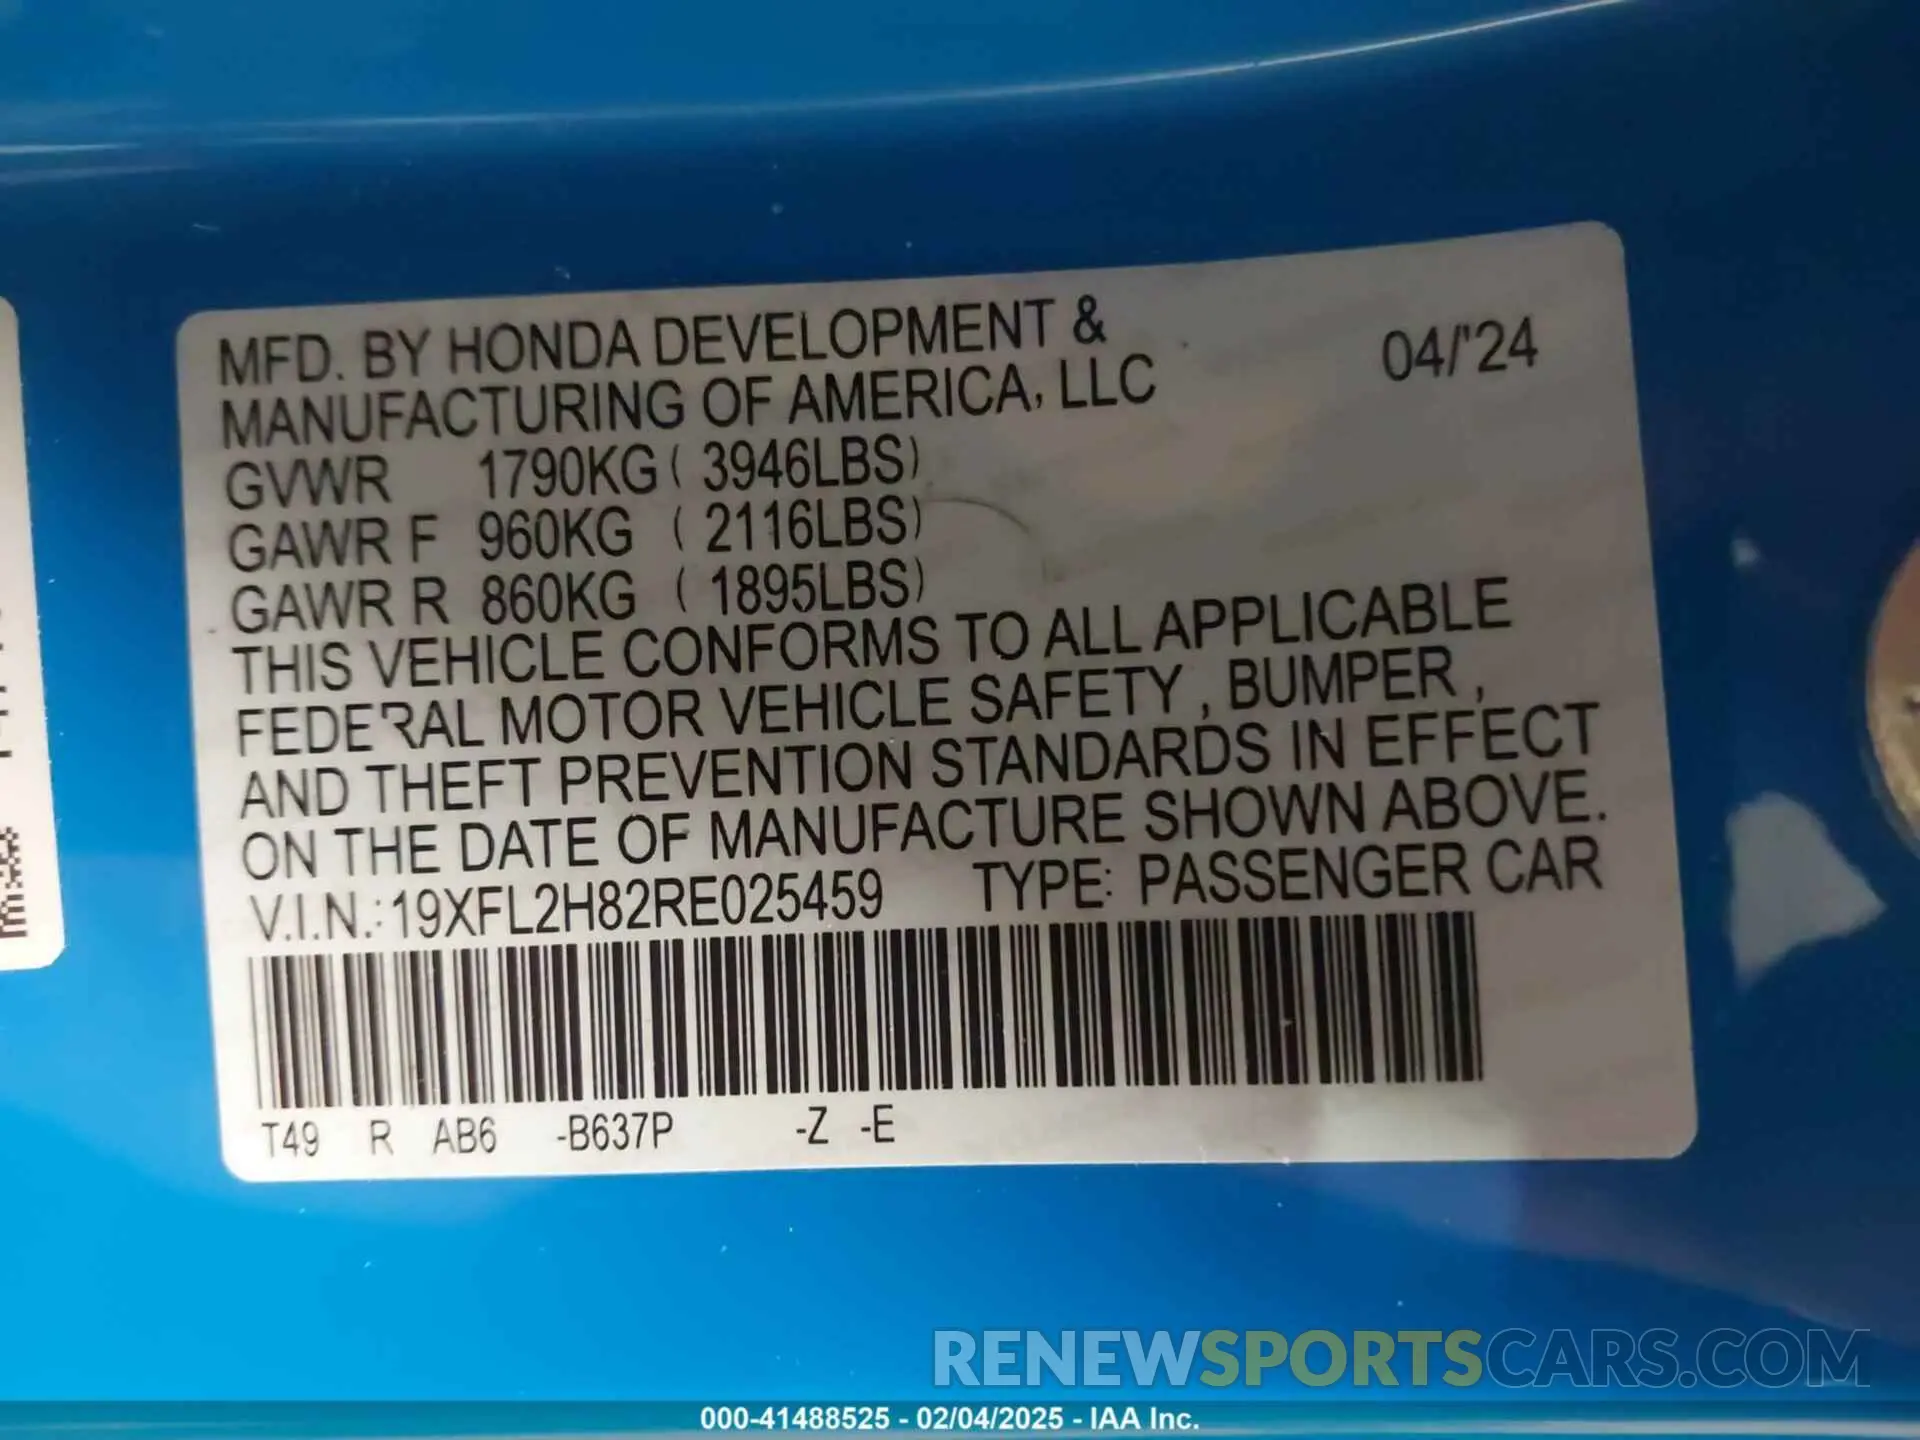 MFD. BY HONDA DEVELOPMENT &
MANUFACTURING OF AMERICA, LLC
04/'24
GVWR 1790KG ( 3946LBS)
GAWR F 960KG ( 2116LBS)
GAWR R 860KG ( 1895LBS)
THIS VEHICLE CONFORMS TO ALL APPLICABLE
FEDERAL MOTOR VEHICLE SAFETY , BUMPER ,
AND THEFT PREVENTION STANDARDS IN EFFECT
ON THE DATE OF MANUFACTURE SHOWN ABOVE.
V.I.N.: 19XFL2H82RE025459 TYPE: PASSENGER CAR
T49 R AB6 -B637P -Z -E
RENEWSPORTSCARS.COM
000-41488525 - 02/04/2025 - IAA Inc.